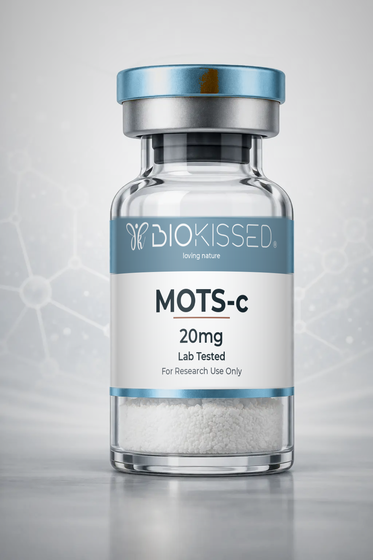 BIOKISSED®
loving nature
MOTS-c
20mg
Lab Tested
For Research Use Only